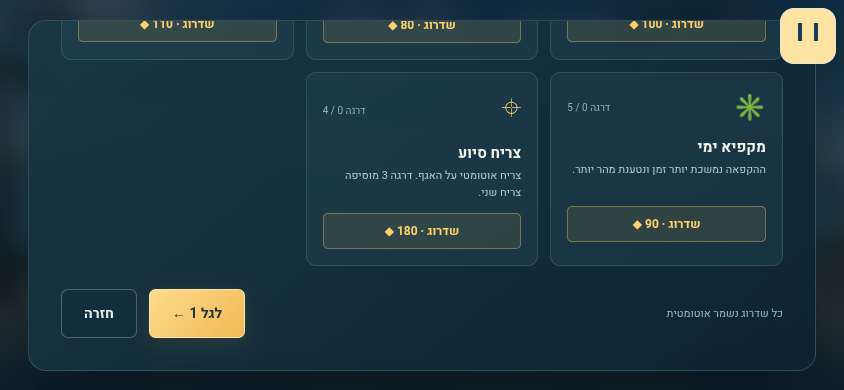 שדרוג · 100 ◆
שדרוג · 80 ◆
שדרוג · 110 ◆
דרגה 0 / 5
מקפיא ימי
ההקפאה נמשכת יותר זמן ונטענת מהר יותר.
שדרוג · 90 ◆
דרגה 0 / 4
צריח סיוע
צריח אוטומטי על האגף. דרגה 3 מוסיפה
צריח שני.
שדרוג · 180 ◆
כל שדרוג נשמר אוטומטית
לגל 1 ←
חזרה